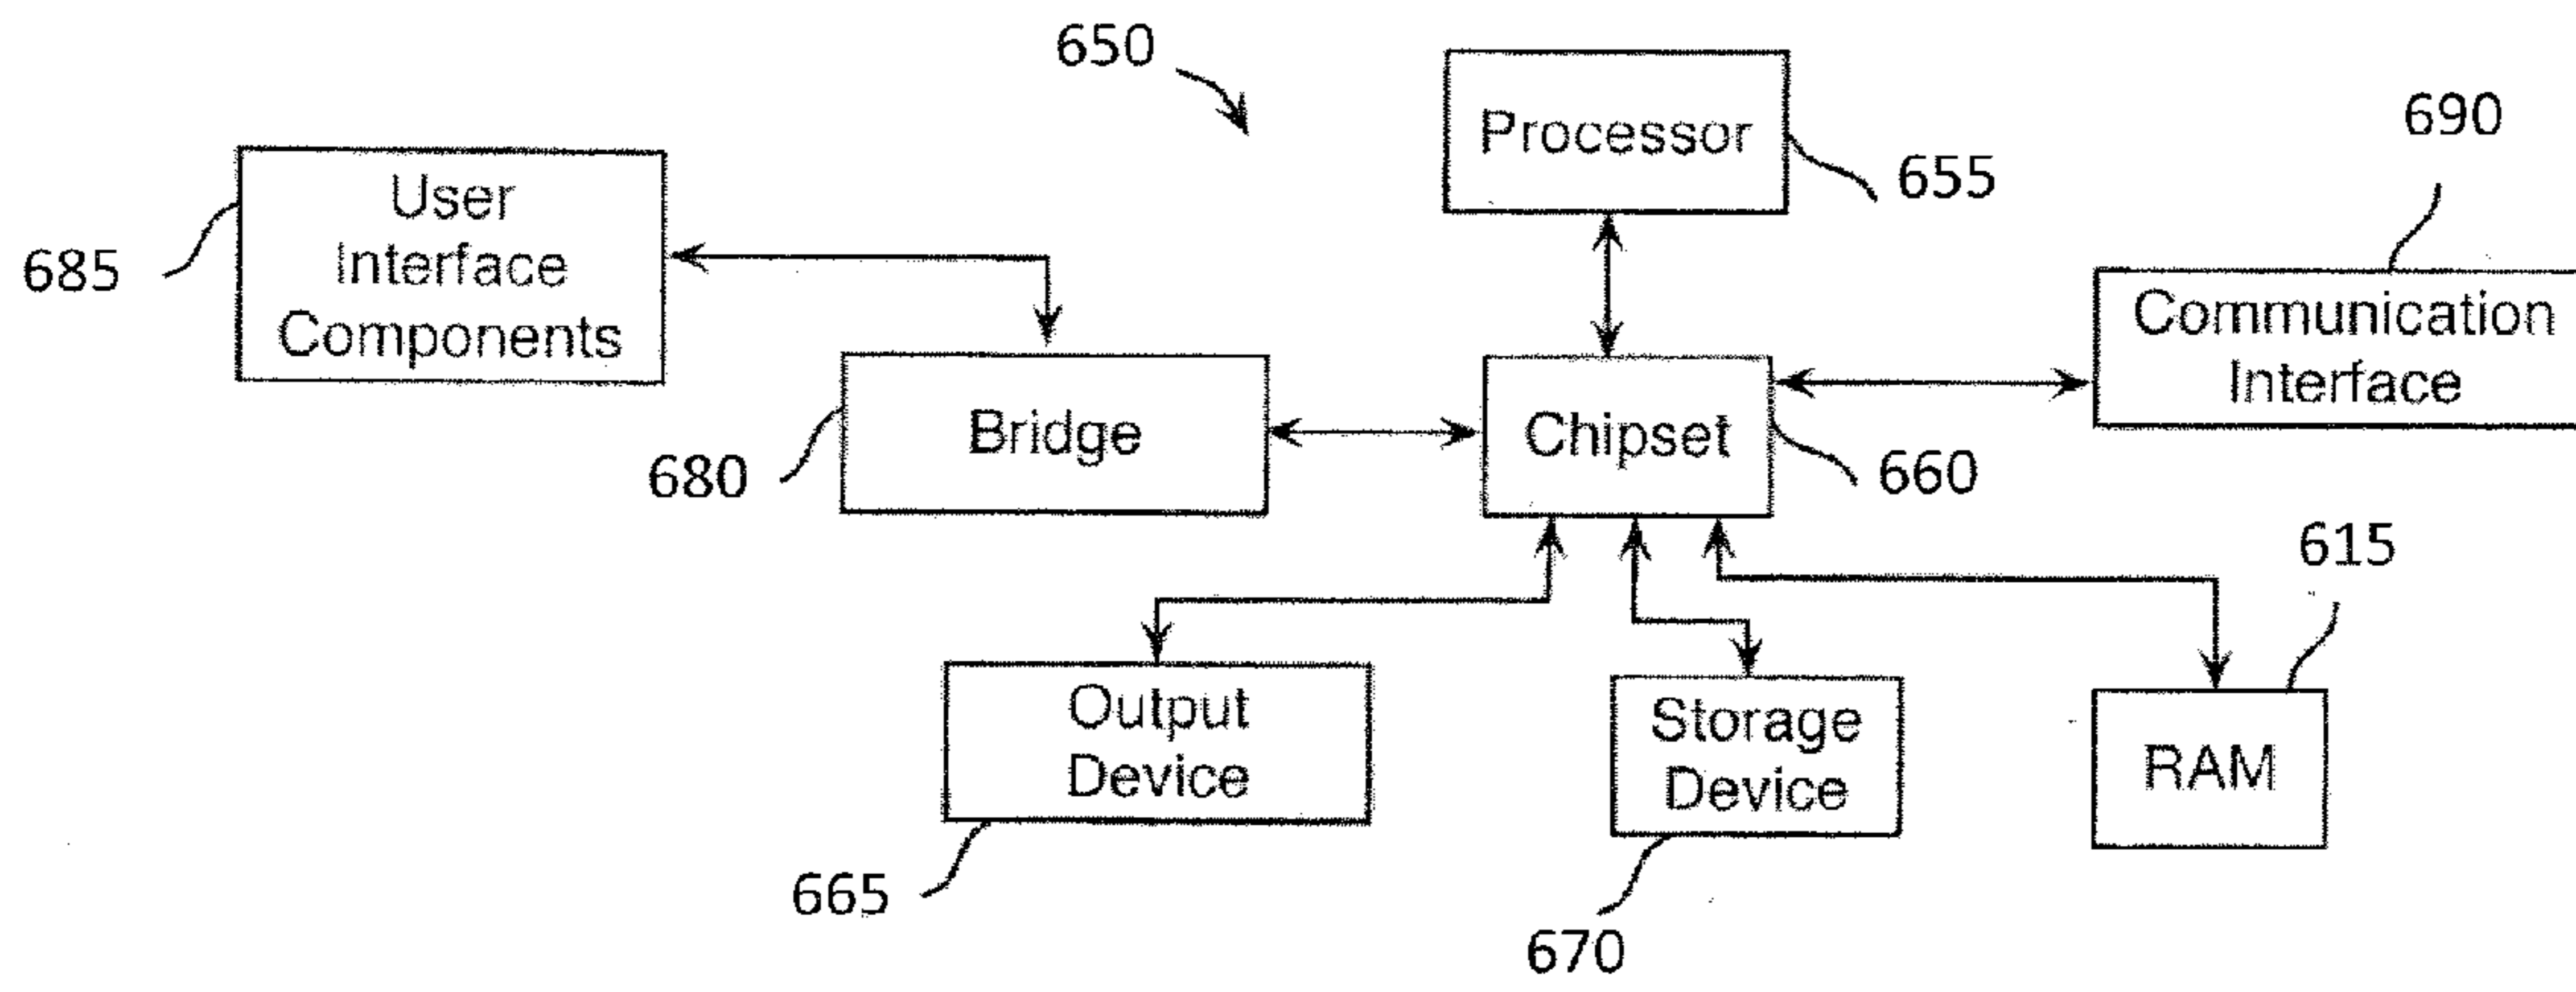 650
Processor
655
690
User
Interface
Components
685
Communication
Interface
Bridge
680
Chipset
660
615
Output
Device
665
Storage
Device
670
RAM